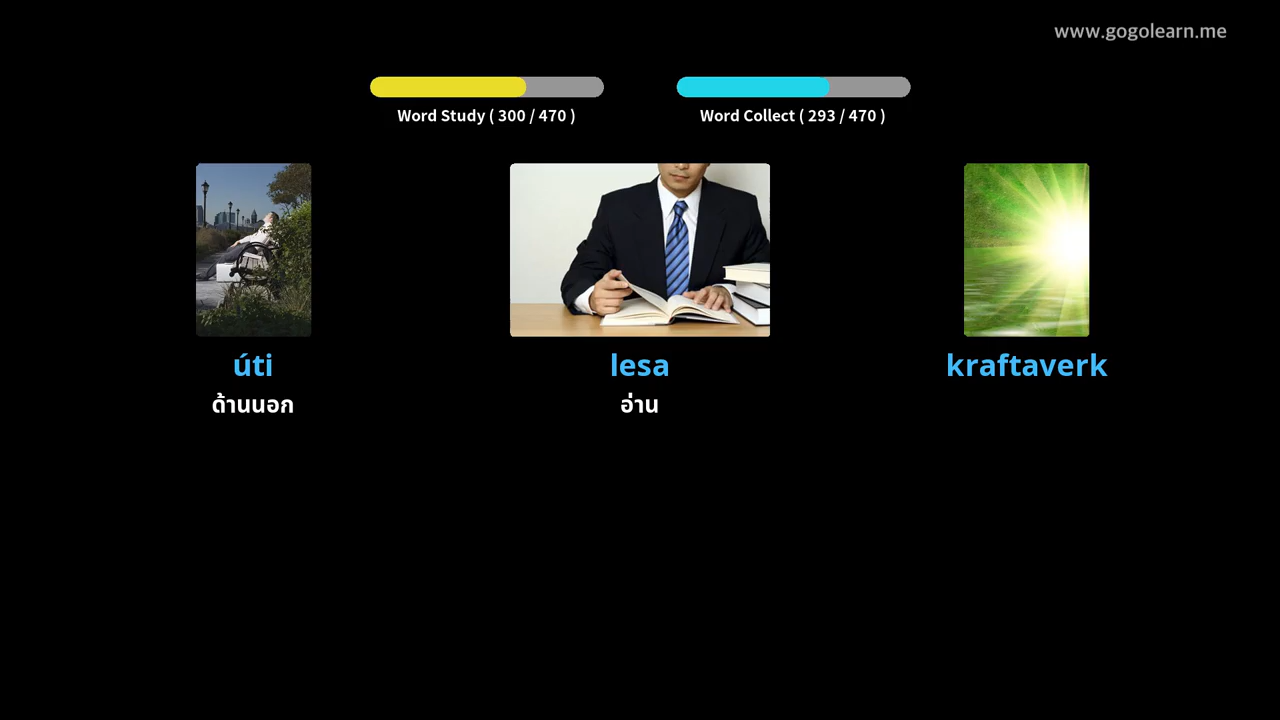 www.gogolearn.me
Word Study ( 300 / 470 )
Word Collect ( 293 / 470 )
úti
lesa
kraftaverk
ด้านนอก
อ่าน